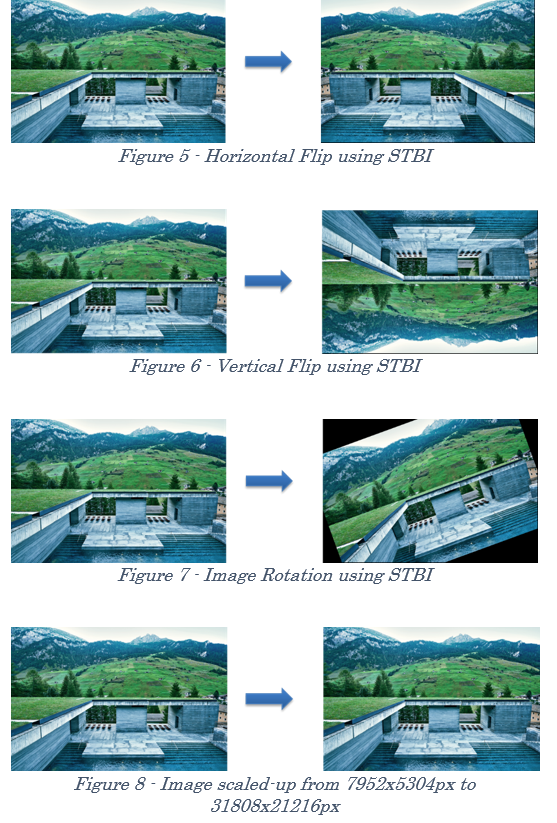 Figure 5 - Horizontal Flip using STBI
Figure 6 - Vertical Flip using STBI
Figure 7 - Image Rotation using STBI
Figure 8 - Image scaled-up from 7952x5304px to
31808x21216px